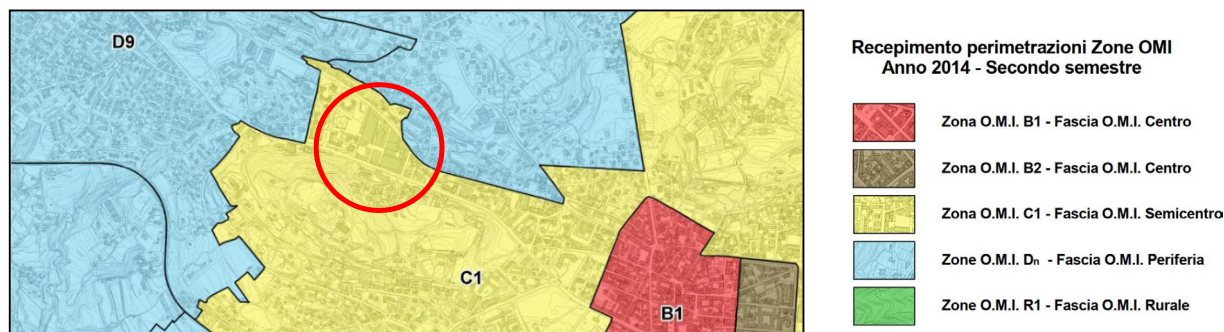 D9
C1
B1
Recepimento perimetrazioni Zone OMI
Anno 2014 - Secondo semestre
Zona O.M.I. B1 - Fascia O.M.I. Centro
Zona O.M.I. B2 - Fascia O.M.I. Centro
Zona O.M.I. C1 - Fascia O.M.I. Semicentro
Zone O.M.I. Dn - Fascia O.M.I. Periferia
Zone O.M.I. R1 - Fascia O.M.I. Rurale